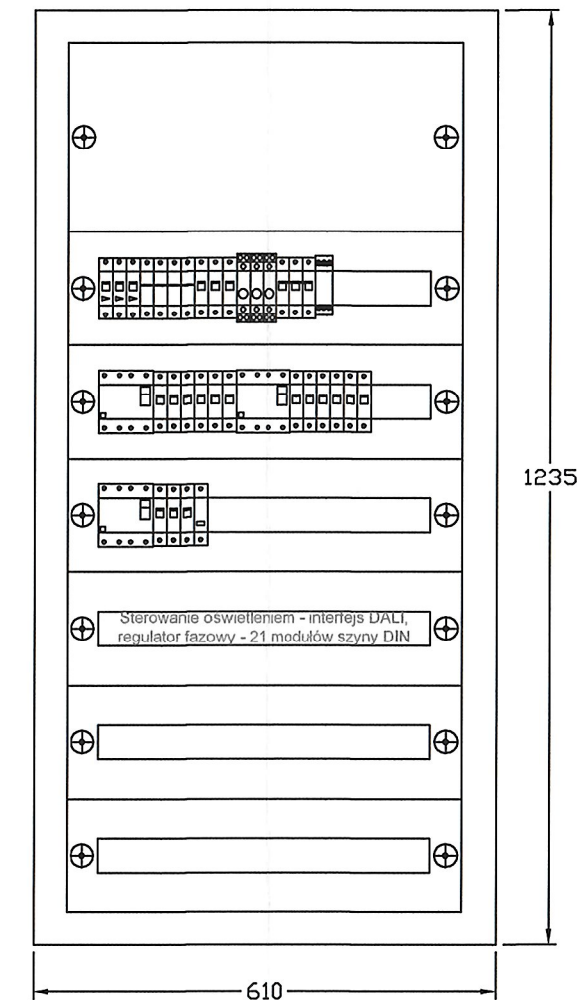 1235
Sterowanie oświetleniem - interfejs DALI,
regulator fazowy - 21 modułów szyny DIN
610